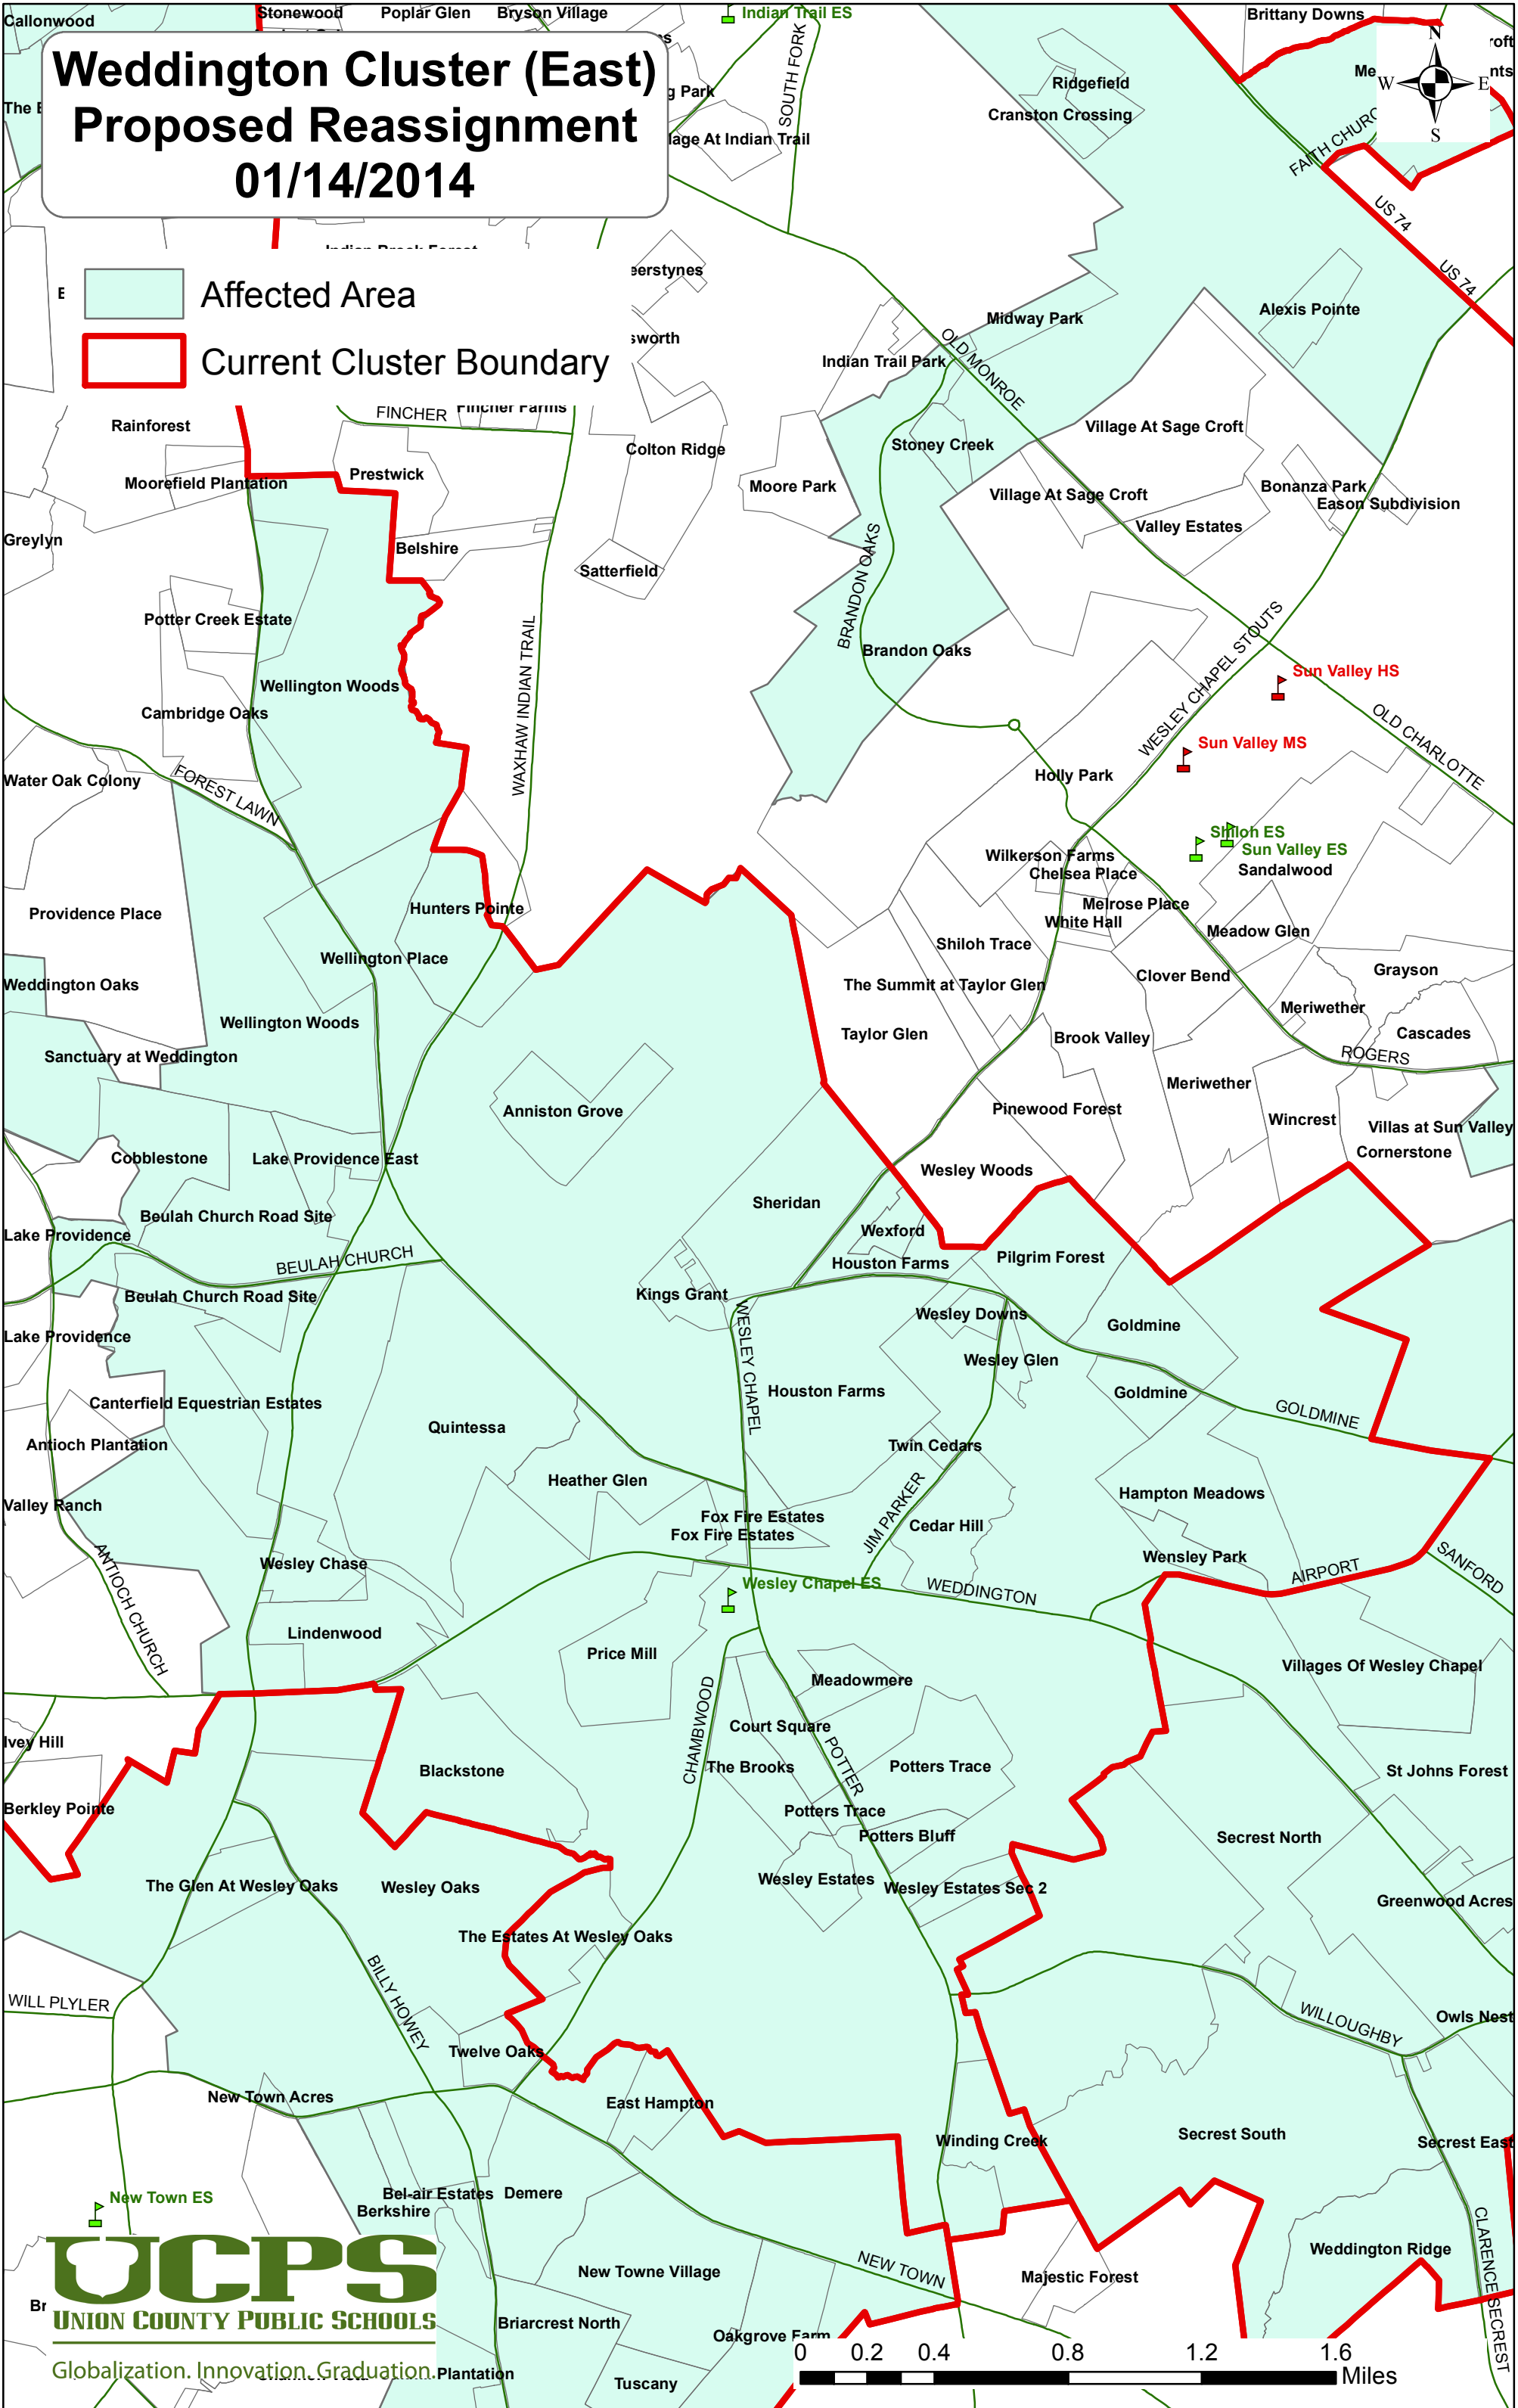 Callonwood
Stonewood
Poplar Glen
Bryson Village
Indian Trail ES
Brittany Downs
Weddington Cluster (East)
Proposed Reassignment
01/14/2014
N
W
E
S
SOUTH FORK
Ridgefield
Cranston Crossing
g Park
lage At Indian Trail
FAITH CHURC
US 74
US 74
Affected Area
Current Cluster Boundary
eerstynes
sworth
Midway Park
Alexis Pointe
Indian Trail Park
OLD MONROE
Rainforest
FINCHER
Fincher Farms
Colton Ridge
Stoney Creek
Village At Sage Croft
Moorefield Plantation
Prestwick
Moore Park
Village At Sage Croft
Bonanza Park
Eason Subdivision
Valley Estates
Greylyn
Belshire
Satterfield
BRANDON OAKS
Potter Creek Estate
WAXHAW INDIAN TRAIL
Brandon Oaks
WESLEY CHAPEL STOUTS
Sun Valley HS
Wellington Woods
Cambridge Oaks
OLD CHARLOTTE
Sun Valley MS
Water Oak Colony
FOREST LAWN
Holly Park
Shiloh ES
Sun Valley ES
Sandalwood
Wilkerson Farms
Chelsea Place
Melrose Place
White Hall
Providence Place
Hunters Pointe
Meadow Glen
Shiloh Trace
Wellington Place
Weddington Oaks
The Summit at Taylor Glen
Clover Bend
Grayson
Meriwether
Wellington Woods
Taylor Glen
Brook Valley
Cascades
Sanctuary at Weddington
ROGERS
Meriwether
Anniston Grove
Pinewood Forest
Wincrest
Villas at Sun Valley
Cornerstone
Cobblestone
Lake Providence East
Wesley Woods
Sheridan
Beulah Church Road Site
Lake Providence
Wexford
BEULAH CHURCH
Houston Farms
Pilgrim Forest
Beulah Church Road Site
Kings Grant
Wesley Downs
Goldmine
Lake Providence
WESLEY CHAPEL
Wesley Glen
Houston Farms
Goldmine
GOLDMINE
Canterfield Equestrian Estates
Quintessa
Antioch Plantation
Twin Cedars
Heather Glen
Hampton Meadows
Valley Ranch
JIM PARKER
Fox Fire Estates
Fox Fire Estates
Cedar Hill
Wesley Chase
Wensley Park
AIRPORT
SANFORD
ANTIOCH CHURCH
Wesley Chapel ES
WEDDINGTON
Lindenwood
Price Mill
Villages Of Wesley Chapel
Meadowmere
CHAMBWOOD
Ivey Hill
Court Square
POTTER
Blackstone
The Brooks
Potters Trace
St Johns Forest
Berkley Pointe
Potters Trace
Potters Bluff
Secrest North
The Glen At Wesley Oaks
Wesley Oaks
Wesley Estates
Wesley Estates Sec 2
Greenwood Acres
The Estates At Wesley Oaks
BILLY HOWEY
WILL PLYLER
WILLOUGHBY
Owls Nest
Twelve Oaks
New Town Acres
East Hampton
Secrest South
Winding Creek
Secrest East
New Town ES
Bel-air Estates
Demere
Berkshire
CLARENCE SECREST
UCPS
UNION COUNTY PUBLIC SCHOOLS
Globalization. Innovation. Graduation.
New Towne Village
NEW TOWN
Majestic Forest
Weddington Ridge
Briarcrest North
Oakgrove Farm
Plantation
Tuscany
0 0.2 0.4 0.8 1.2 1.6
Miles